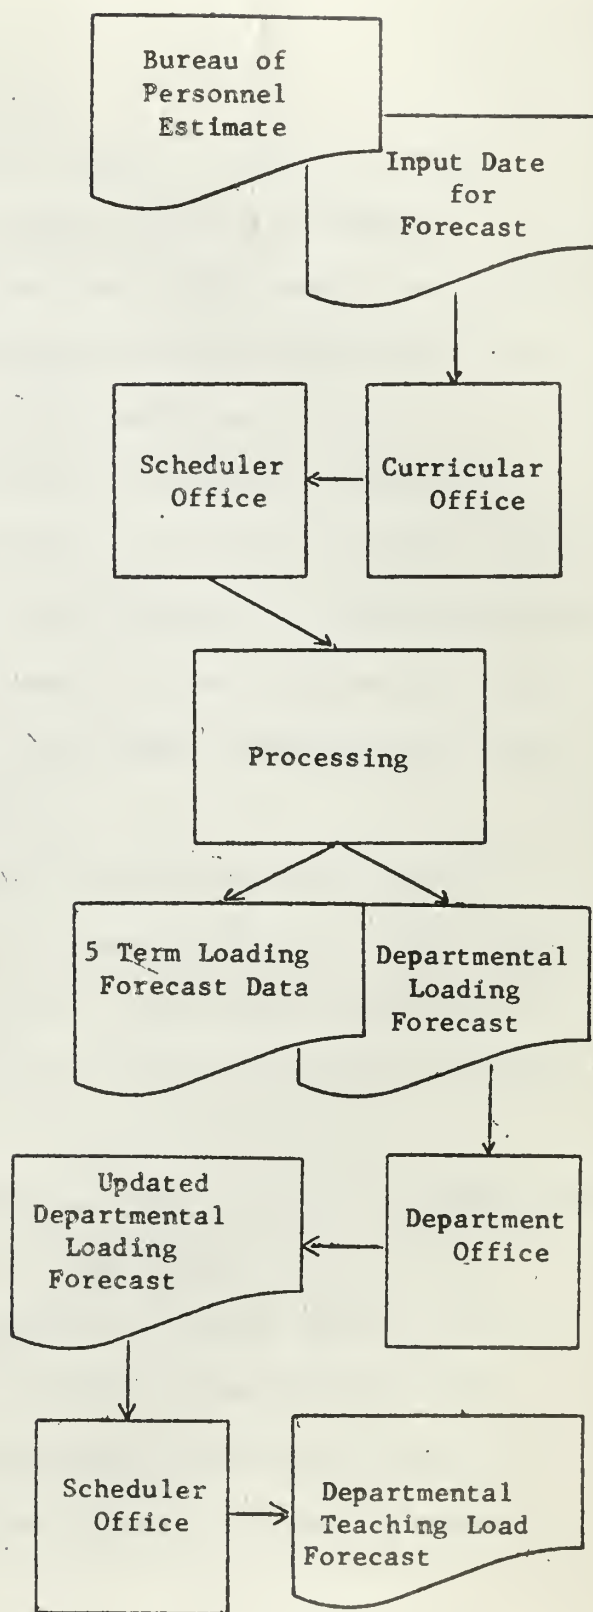 Bureau of
Personnel
Estimate
Input Date
for
Forecast
Scheduler
Office
Curricular
Office
Processing
5 Term Loading
Forecast Data
Departmental
Loading
Forecast
Updated
Departmental
Loading
Forecast
Department
Office
Scheduler
Office
Departmental
Teaching Load
Forecast